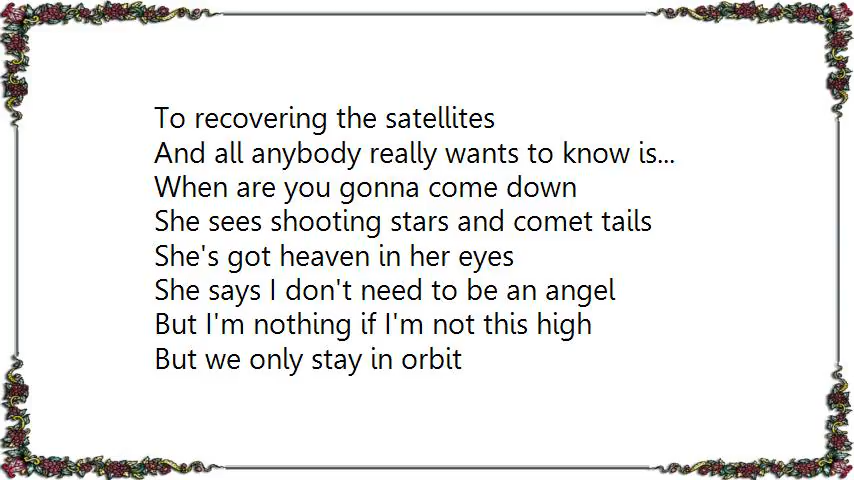 To recovering the satellites
And all anybody really wants to know is...
When are you gonna come down
She sees shooting stars and comet tails
She's got heaven in her eyes
She says I don't need to be an angel
But I'm nothing if I'm not this high
But we only stay in orbit